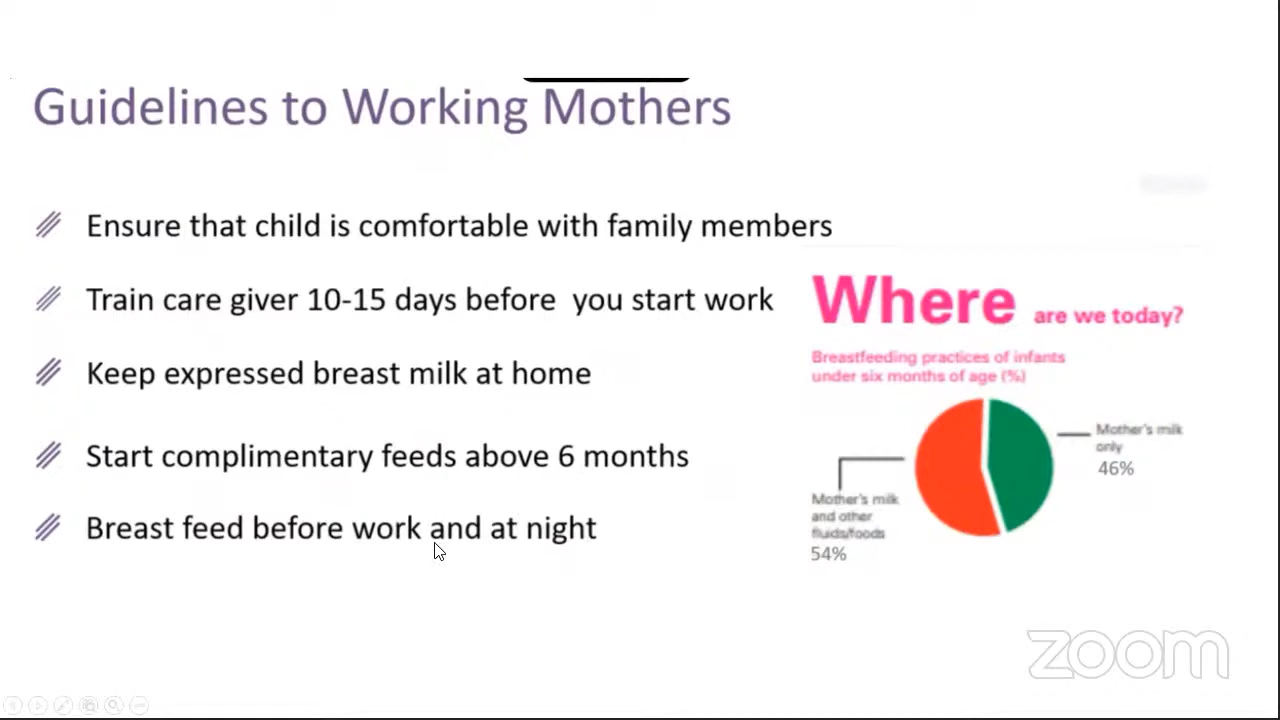 Guidelines to Working Mothers
Ensure that child is comfortable with family members
Train care giver 10-15 days before you start work
Keep expressed breast milk at home
Start complimentary feeds above 6 months
Breast feed before work and at night
Where are we today?
Breastfeeding practices of infants
under six months of age (%)
Mother's milk
only
46%
Mother's milk
and other
fluids/foods
54%
zoom